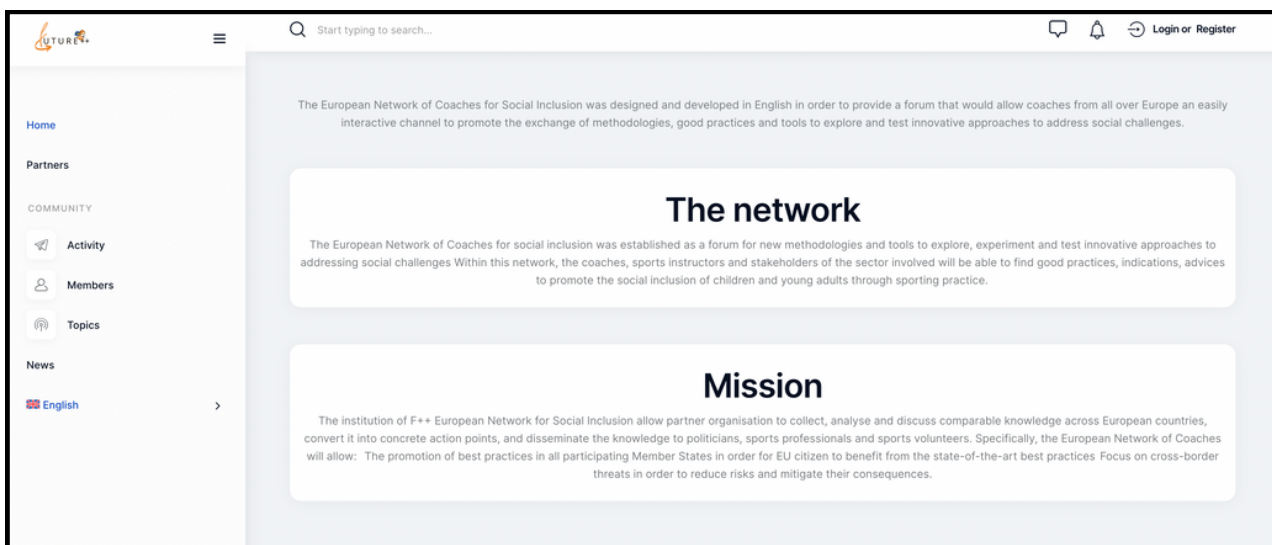 FUTURE++
Start typing to search...
Login or Register
Home
Partners
COMMUNITY
Activity
Members
Topics
News
English
The European Network of Coaches for Social Inclusion was designed and developed in English in order to provide a forum that would allow coaches from all over Europe an easily
interactive channel to promote the exchange of methodologies, good practices and tools to explore and test innovative approaches to address social challenges.
The network
The European Network of Coaches for social inclusion was established as a forum for new methodologies and tools to explore, experiment and test innovative approaches to
addressing social challenges Within this network, the coaches, sports instructors and stakeholders of the sector involved will be able to find good practices, indications, advices
to promote the social inclusion of children and young adults through sporting practice.
Mission
The institution of F++ European Network for Social Inclusion allow partner organisation to collect, analyse and discuss comparable knowledge across European countries,
convert it into concrete action points, and disseminate the knowledge to politicians, sports professionals and sports volunteers. Specifically, the European Network of Coaches
will allow: The promotion of best practices in all participating Member States in order for EU citizen to benefit from the state-of-the-art best practices Focus on cross-border
threats in order to reduce risks and mitigate their consequences.